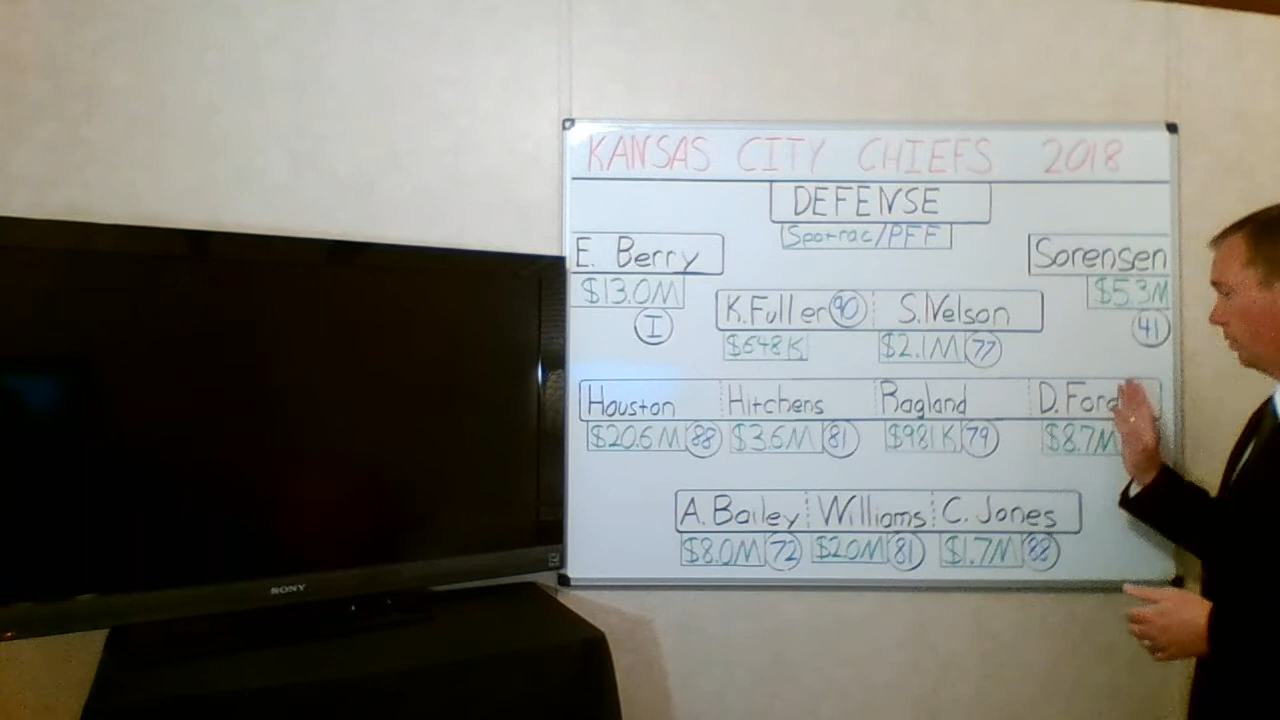 KANSAS CITY CHIEFS 2018
DEFENSE
Spotrac/PFF
E. Berry
Sorensen
$13.0M
$5.3M
I
41
K.Fuller 90 S.Nelson
$648K $2.1M 77
Houston Hitchens Ragland D. Ford
$20.6M 88 $3.6M 81 $981K 79 $8.7M
A. Bailey Williams C. Jones
$8.0M 72 $2.0M 81 $1.7M 88
SONY